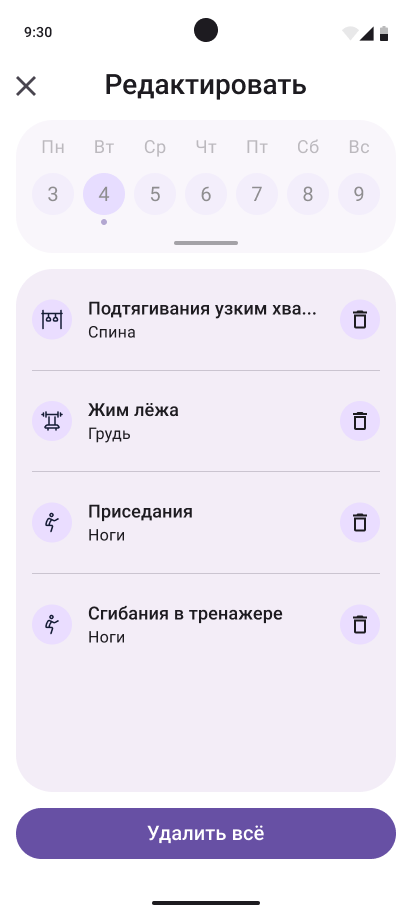 9:30
Редактировать
Пн Вт Ср Чт Пт Сб Вс
3 4 5 6 7 8 9
Подтягивания узким хва...
Спина
Жим лёжа
Грудь
Приседания
Ноги
Сгибания в тренажере
Ноги
Удалить всё